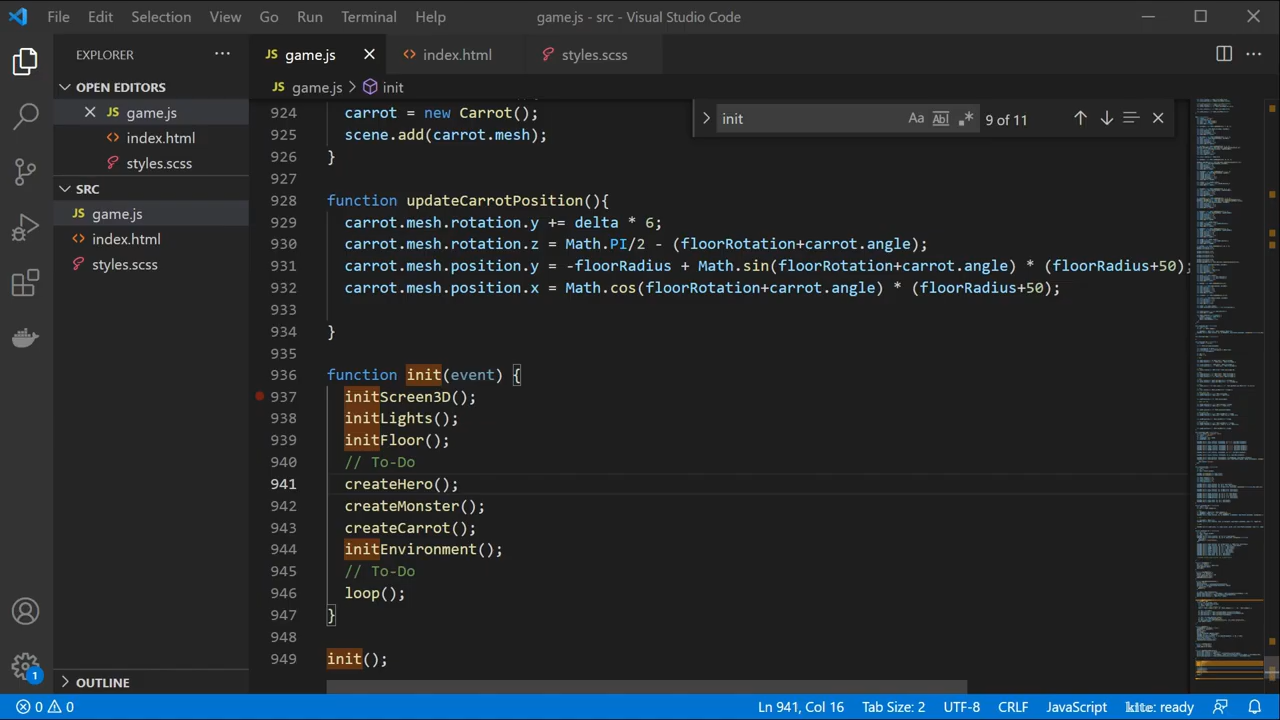 File Edit Selection View Go Run Terminal Help
game.js - src - Visual Studio Code
EXPLORER
JS game.js
index.html
styles.scss
OPEN EDITORS
JS game.js > init
JS game.js
index.html
styles.scss
SRC
JS game.js
index.html
styles.scss
OUTLINE
init
Aa Abl .*
9 of 11
924 carrot = new Carrot();
925 scene.add(carrot.mesh);
926 }
927
928 function updateCarrotPosition(){
929 carrot.mesh.rotation.y += delta * 6;
930 carrot.mesh.rotation.z = Math.PI/2 - (floorRotation+carrot.angle);
931 carrot.mesh.position.y = -floorRadius + Math.sin(floorRotation+carrot.angle) * (floorRadius+50);
932 carrot.mesh.position.x = Math.cos(floorRotation+carrot.angle) * (floorRadius+50);
933
934 }
935
936 function init(event) {
937 initScreen3D();
938 initLights();
939 initFloor();
940 // To-Do
941 createHero();
942 createMonster();
943 createCarrot();
944 initEnvironment();
945 // To-Do
946 loop();
947 }
948
949 init();
1
0 0
Ln 941, Col 16 Tab Size: 2 UTF-8 CRLF JavaScript kite: ready